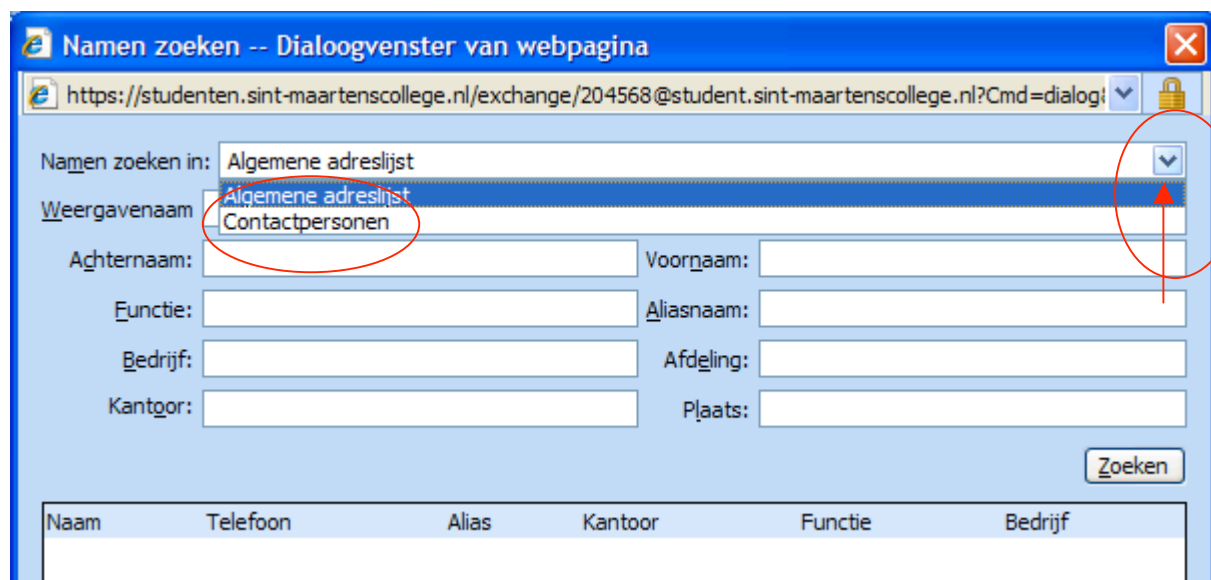 Namen zoeken -- Dialoogvenster van webpagina
https://studenten.sint-maartenscollege.nl/exchange/204568@student.sint-maartenscollege.nl?Cmd=dialog
Namen zoeken in: Algemene adreslijst
Algemene adreslijst
Weergavenaam
Contactpersonen
Achternaam: Voornaam:
Functie: Aliasnaam:
Bedrijf: Afdeling:
Kantoor: Plaats:
Zoeken
Naam Telefoon Alias Kantoor Functie Bedrijf